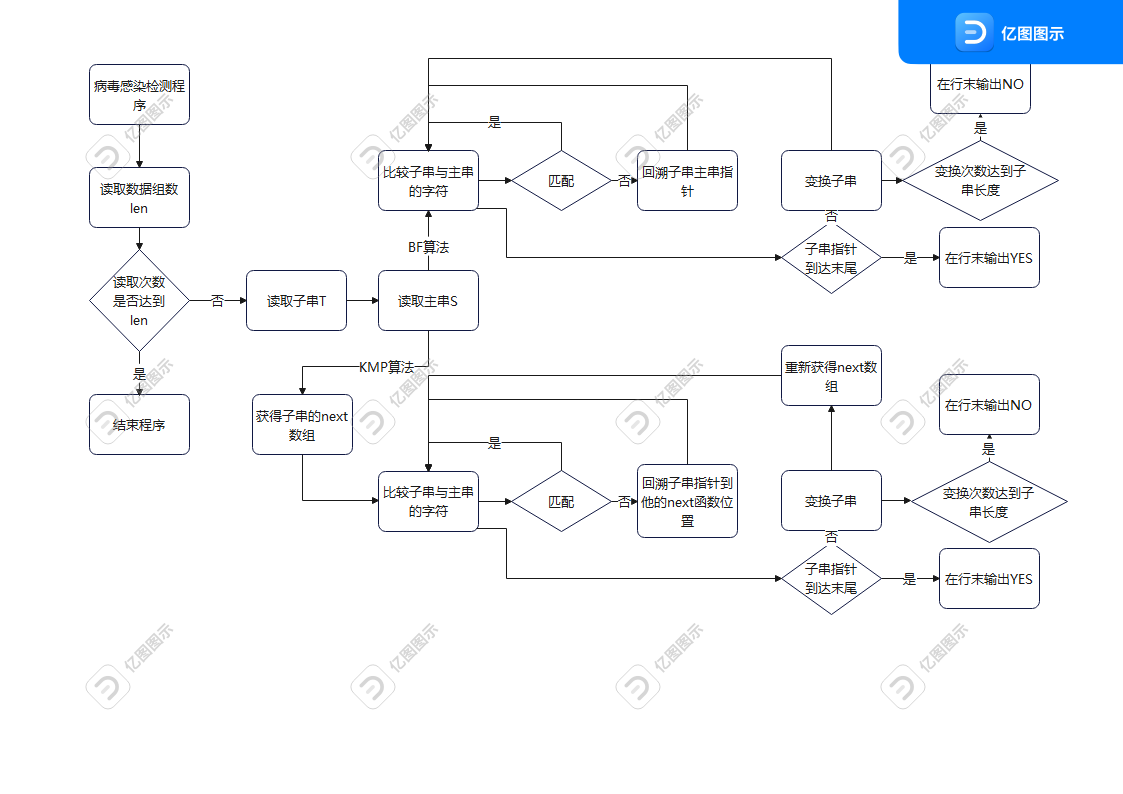 亿图图示
病毒感染检测程
序
读取数据组数
len
读取次数
是否达到
len
否
是
结束程序
读取子串T
读取主串S
BF算法
比较子串与主串
的字符
是
匹配
否
回溯子串主串指
针
变换子串
否
子串指针
到达末尾
是
在行末输出YES
变换次数达到子
串长度
是
在行末输出NO
KMP算法
获得子串的next
数组
比较子串与主串
的字符
是
匹配
否
回溯子串指针到
他的next函数位
置
重新获得next数
组
变换子串
否
子串指针
到达末尾
是
在行末输出YES
变换次数达到子
串长度
是
在行末输出NO
亿图图示
亿图图示
亿图图示
亿图图示
亿图图示
亿图图示
亿图图示
亿图图示
亿图图示
亿图图示
亿图图示
亿图图示